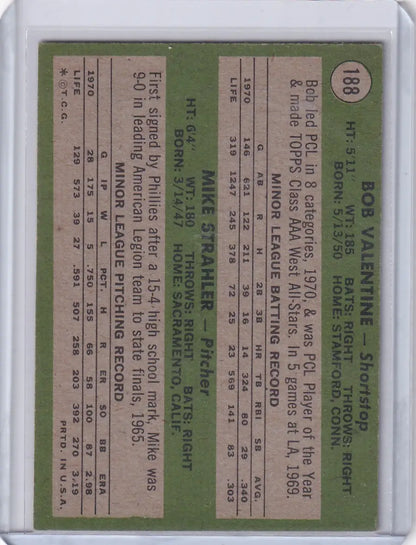 188
BOB VALENTINE — Shortstop
HT: 5'11" WT: 185 BATS: RIGHT THROWS: RIGHT
BORN: 5/13/50 HOME: STAMFORD, CONN.
Bob led PCL in 8 categories, 1970, & was PCL Player of the Year
& made TOPPS Class AAA West All-Stars. In 5 games at LA, 1969.
MINOR LEAGUE BATTING RECORD
G AB R H 2B 3B HR TB RBI SB AVG.
1970 146 621 122 211 39 16 14 324 80 29 .340
LIFE 319 1247 245 378 72 25 23 569 141 83 .303
MIKE STRAHLER — Pitcher
HT: 6'4" WT: 180 THROWS: RIGHT BATS: RIGHT
BORN: 3/14/47 HOME: SACRAMENTO, CALIF.
First signed by Phillies after a 15-4 high school mark, Mike was
9-0 in leading American Legion team to state finals, 1965.
MINOR LEAGUE PITCHING RECORD
G IP W L PCT. H R ER SO BB ERA
1970 28 175 15 5 .750 155 66 58 100 87 2.98
LIFE 129 573 39 27 .591 507 258 203 392 270 3.19
*© T.C.G. PRTD. IN U.S.A.